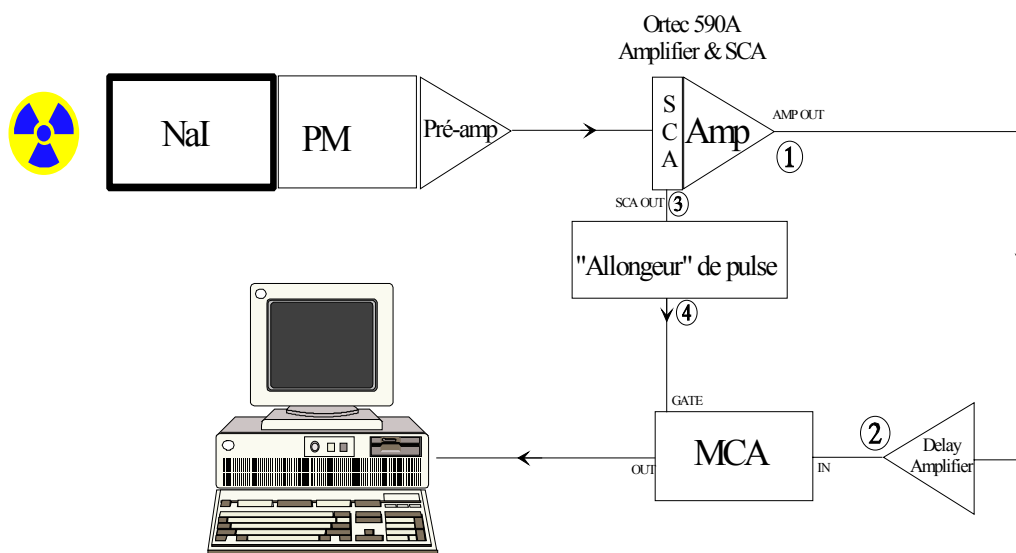 Ortec 590A
Amplifier & SCA
NaI
PM
Pré-amp
S
C
A
Amp
AMP OUT
①
SCA OUT
③
"Allongeur" de pulse
④
GATE
MCA
OUT
IN
②
Delay
Amplifier